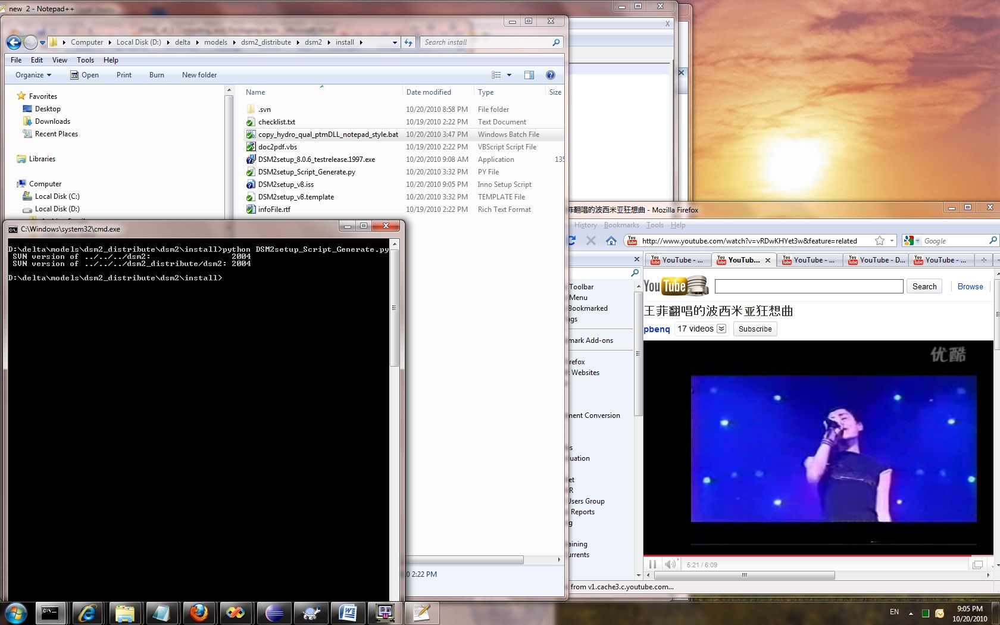 new  2 - Notepad++
Computer Local Disk (D:) delta models dsm2_distribute dsm2 install
Search install
File Edit View Tools Help
Organize Open Print Burn New folder
Name Date modified Type Size
Favorites
Desktop
Downloads
Recent Places
Libraries
Computer
Local Disk (C:)
Local Disk (D:)
.svn 10/20/2010 8:58 PM File folder
checklist.txt 10/19/2010 2:22 PM Text Document
copy_hydro_qual_ptmDLL_notepad_style.bat 10/20/2010 3:47 PM Windows Batch File
doc2pdf.vbs 10/19/2010 2:22 PM VBScript Script File
DSM2setup_8.0.6_testrelease.1997.exe 10/20/2010 9:08 AM Application 135
DSM2setup_Script_Generate.py 10/20/2010 3:32 PM PY File
DSM2setup_v8.iss 10/20/2010 9:05 PM Inno Setup Script
DSM2setup_v8.template 10/20/2010 3:32 PM TEMPLATE File
infoFile.rtf 10/19/2010 2:22 PM Rich Text Format
0 2:22 PM
C:\Windows\system32\cmd.exe
D:\delta\models\dsm2_distribute\dsm2\install>python DSM2setup_Script_Generate.py
SVN version of ../../../dsm2: 2004
SVN version of ../../../dsm2_distribute/dsm2: 2004
D:\delta\models\dsm2_distribute\dsm2\install>
菲翻唱的波西米亚狂想曲 - Mozilla Firefox
History Bookmarks Tools Help
http://www.youtube.com/watch?v=vRDwKHYet3w&feature=related
Google
YouTube - ... YouTub... YouTube - ... YouTube - D... YouTube - ...
Toolbar
Menu
Bookmarked
ags
mark Add-ons
refox
t Websites
ment Conversion
s
uation
et
R
Users Group
Reports
g
aining
urrents
YouTube
Search
Browse
王菲翻唱的波西米亚狂想曲
pbenq 17 videos Subscribe
优酷
5:21 / 6:09
from v1.cache3.c.youtube.com...
EN
9:05 PM
10/20/2010